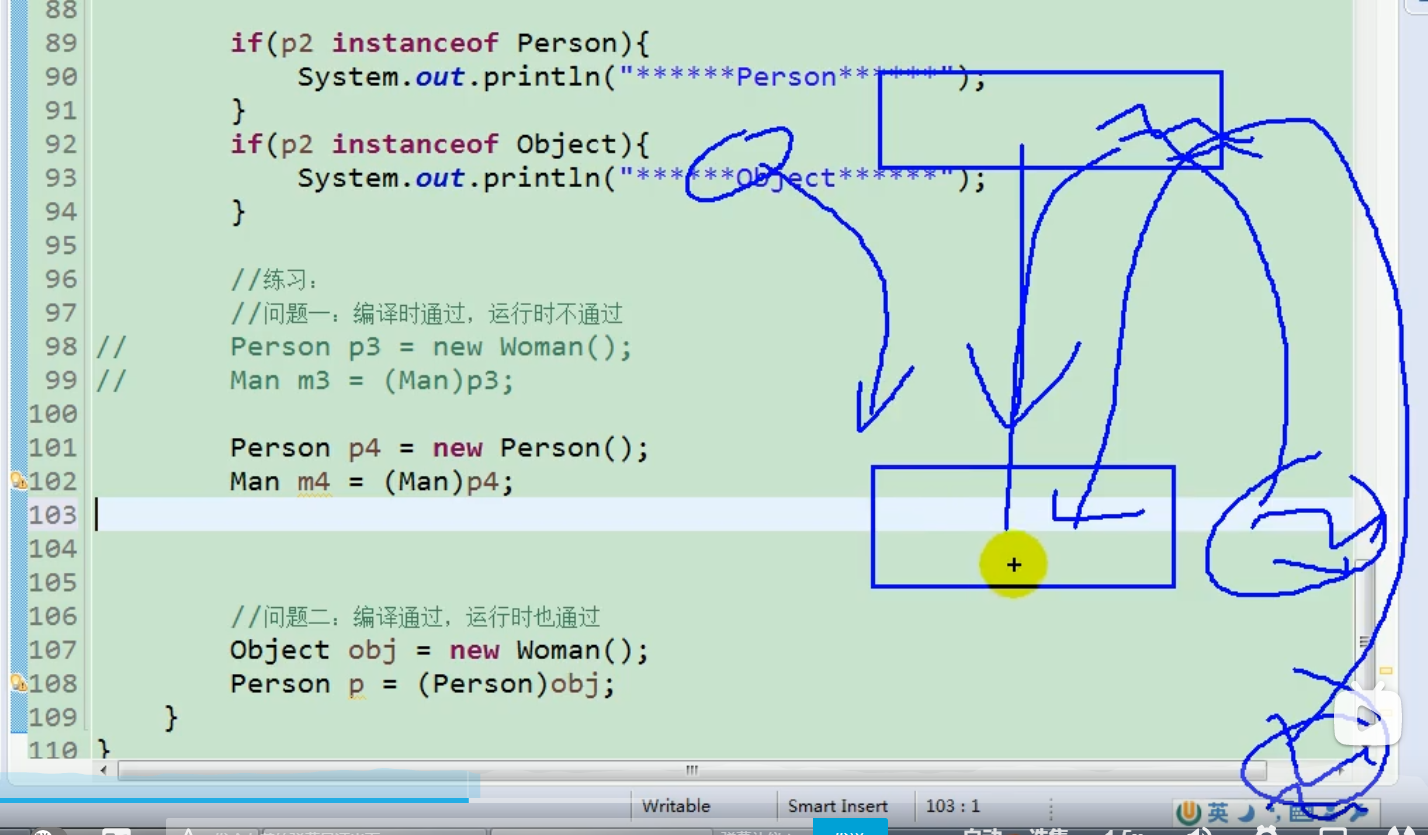 88
89 if(p2 instanceof Person){
90 System.out.println("******Person******");
91 }
92 if(p2 instanceof Object){
93 System.out.println("******Object******");
94 }
95
96 //练习：
97 //问题一：编译时通过，运行时不通过
98 // Person p3 = new Woman();
99 // Man m3 = (Man)p3;
100
101 Person p4 = new Person();
102 Man m4 = (Man)p4;
103
104
105
106 //问题二：编译通过，运行时也通过
107 Object obj = new Woman();
108 Person p = (Person)obj;
109 }
110 }
Writable Smart Insert 103 : 1
英